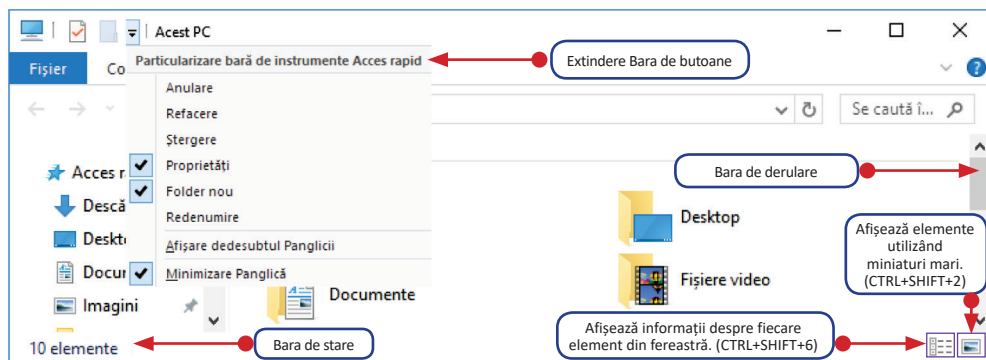 Acest PC
Particularizare bară de instrumente Acces rapid
Extindere Bara de butoane
Fișier
Co
Anulare
Refacere
Ștergere
Proprietăți
Folder nou
Redenumire
Afișare dedesubtul Panglicii
Minimizare Panglică
Se caută î...
Acces r
Descă
Deskt
Docur
Imagini
Bara de derulare
Desktop
Fișiere video
Documente
Afișează elemente
utilizând
miniaturi mari.
(CTRL+SHIFT+2)
10 elemente
Bara de stare
Afișează informații despre fiecare
element din fereastră. (CTRL+SHIFT+6)